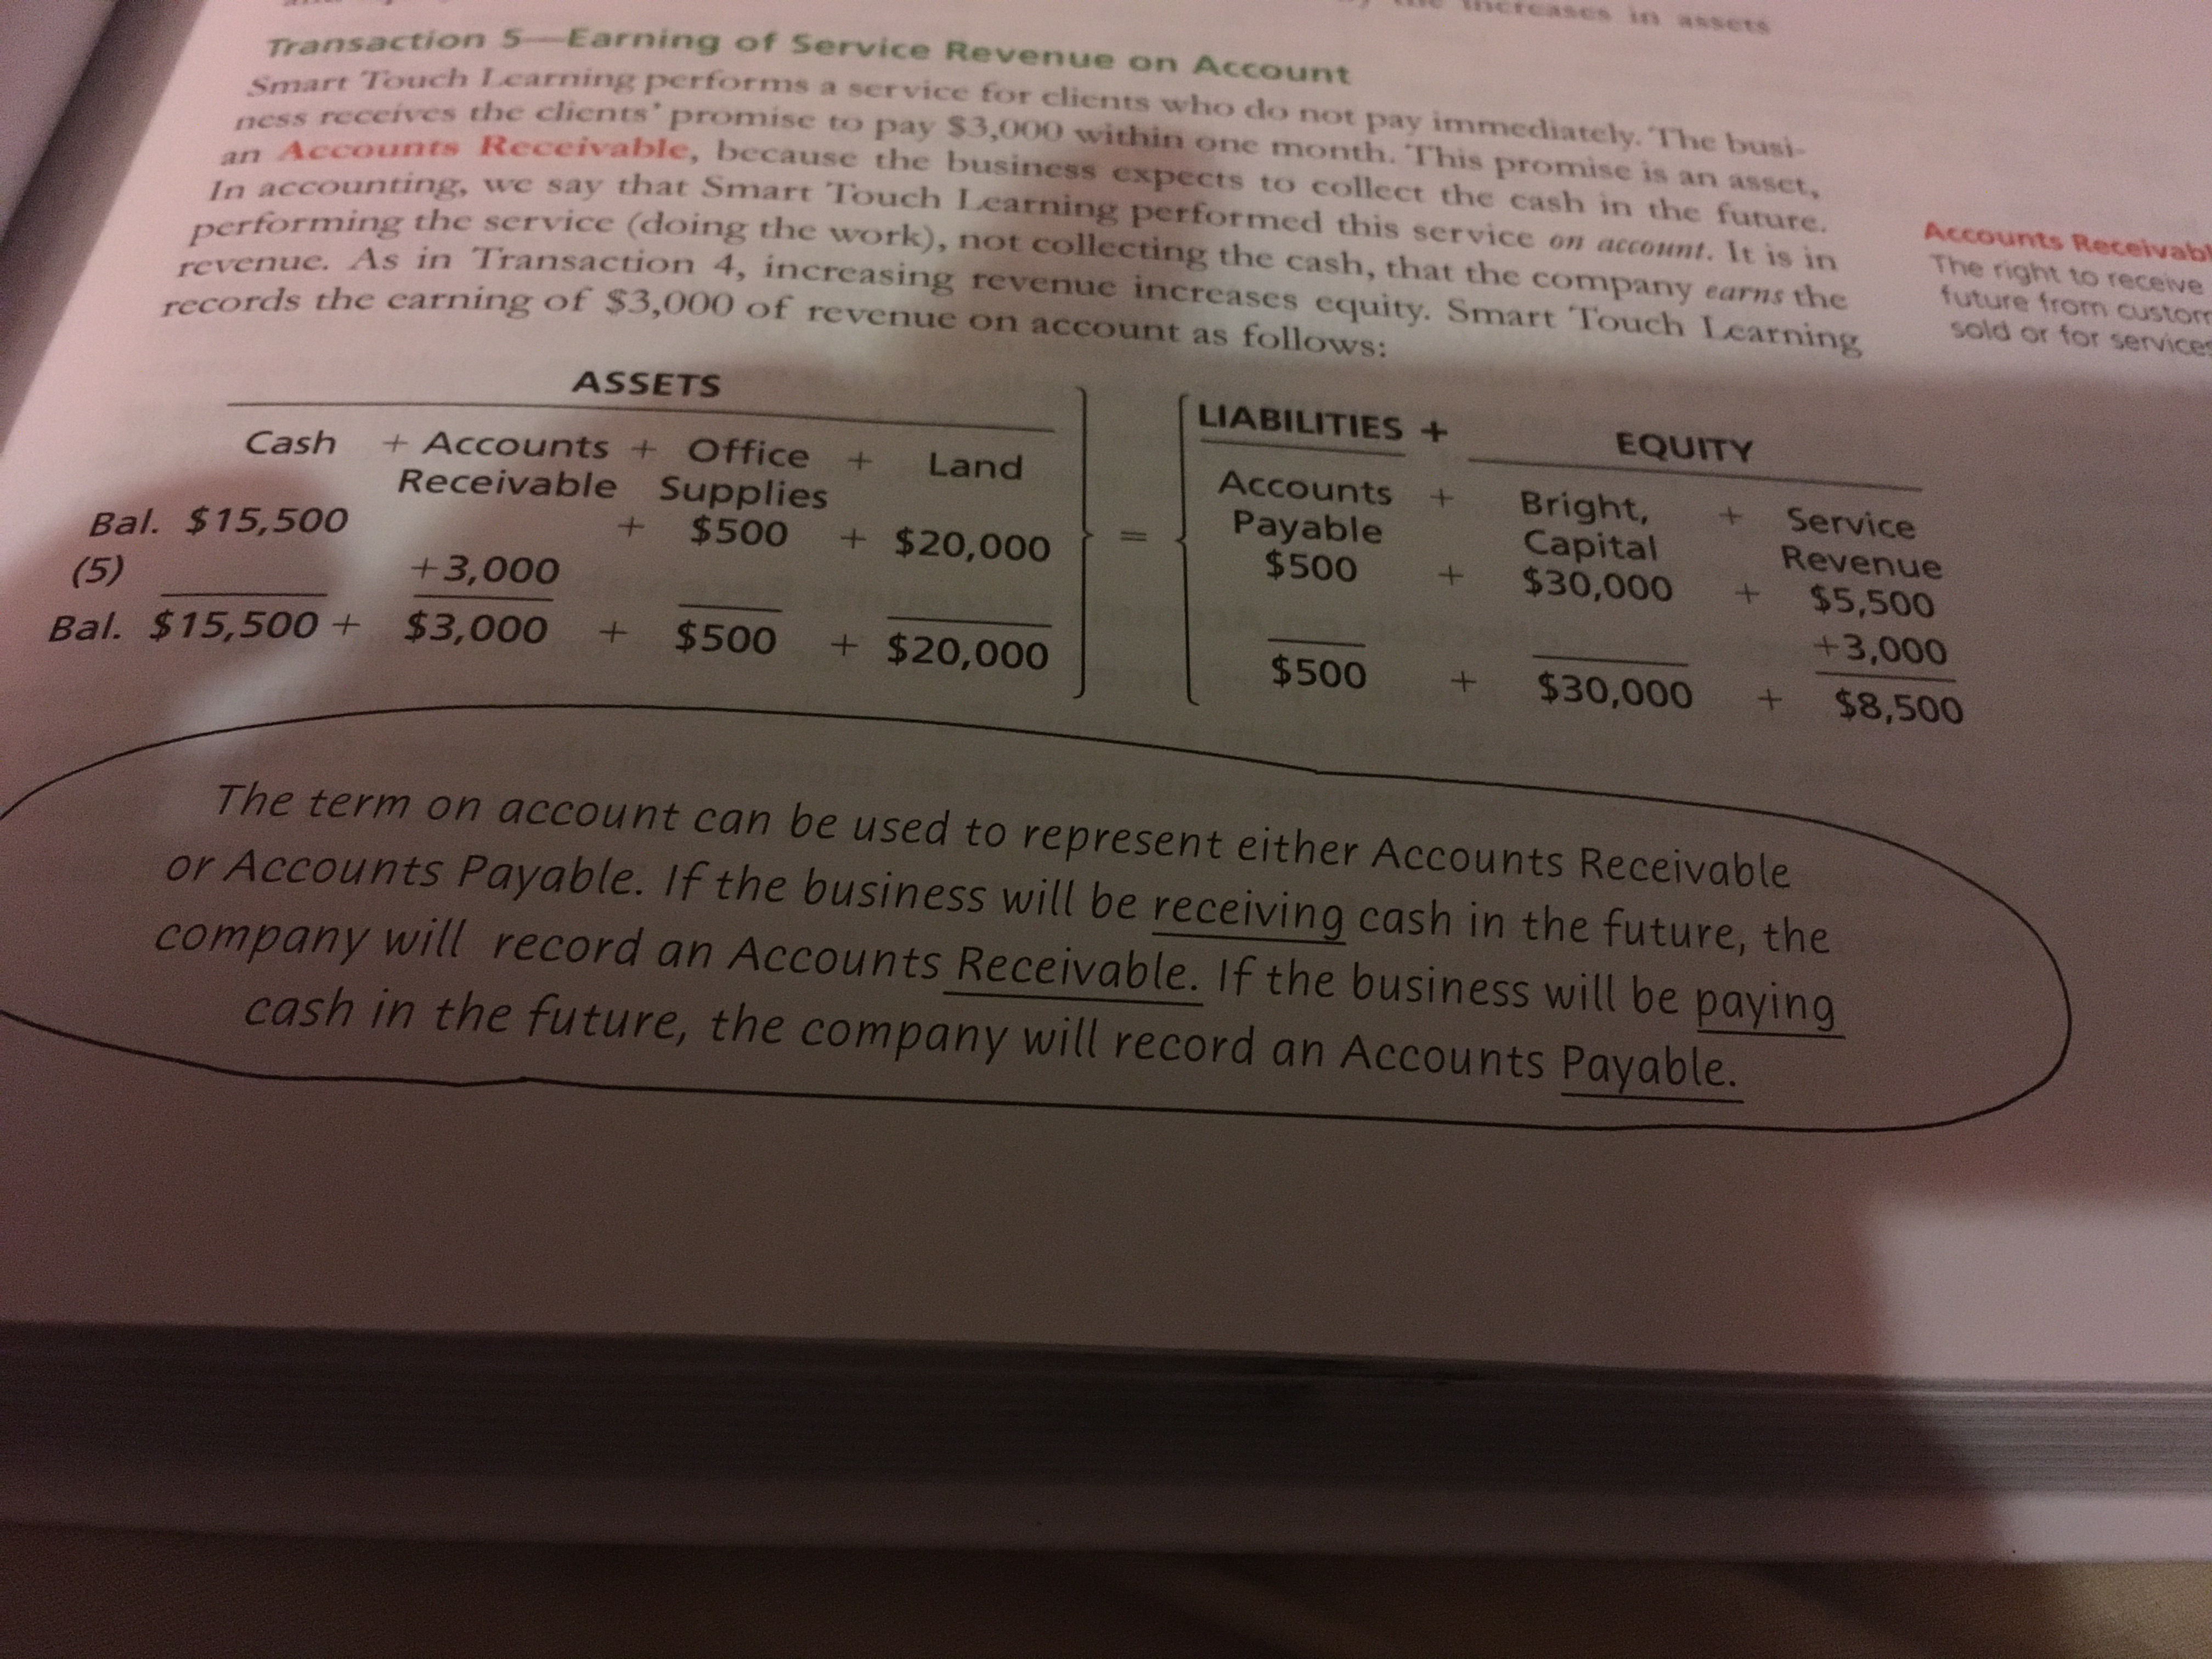 increases in assets
Transaction 5—Earning of Service Revenue on Account
Smart Touch Learning performs a service for clients who do not pay immediately. The busi-
ness receives the clients' promise to pay $3,000 within one month. This promise is an asset,
an Accounts Receivable, because the business expects to collect the cash in the future.
In accounting, we say that Smart Touch Learning performed this service on account. It is in
performing the service (doing the work), not collecting the cash, that the company earns the
revenue. As in Transaction 4, increasing revenue increases equity. Smart Touch Learning
records the earning of $3,000 of revenue on account as follows:
Accounts Receivabl
The right to receive
future from custom
sold or for services
ASSETS } = { LIABILITIES + EQUITY
Cash + Accounts + Office + Land Accounts + Bright, + Service
Receivable Supplies Payable Capital Revenue
Bal. $15,500 + $500 + $20,000 $500 + $30,000 + $5,500
(5) +3,000 +3,000
Bal. $15,500 + $3,000 + $500 + $20,000 $500 + $30,000 + $8,500
The term on account can be used to represent either Accounts Receivable
or Accounts Payable. If the business will be receiving cash in the future, the
company will record an Accounts Receivable. If the business will be paying
cash in the future, the company will record an Accounts Payable.